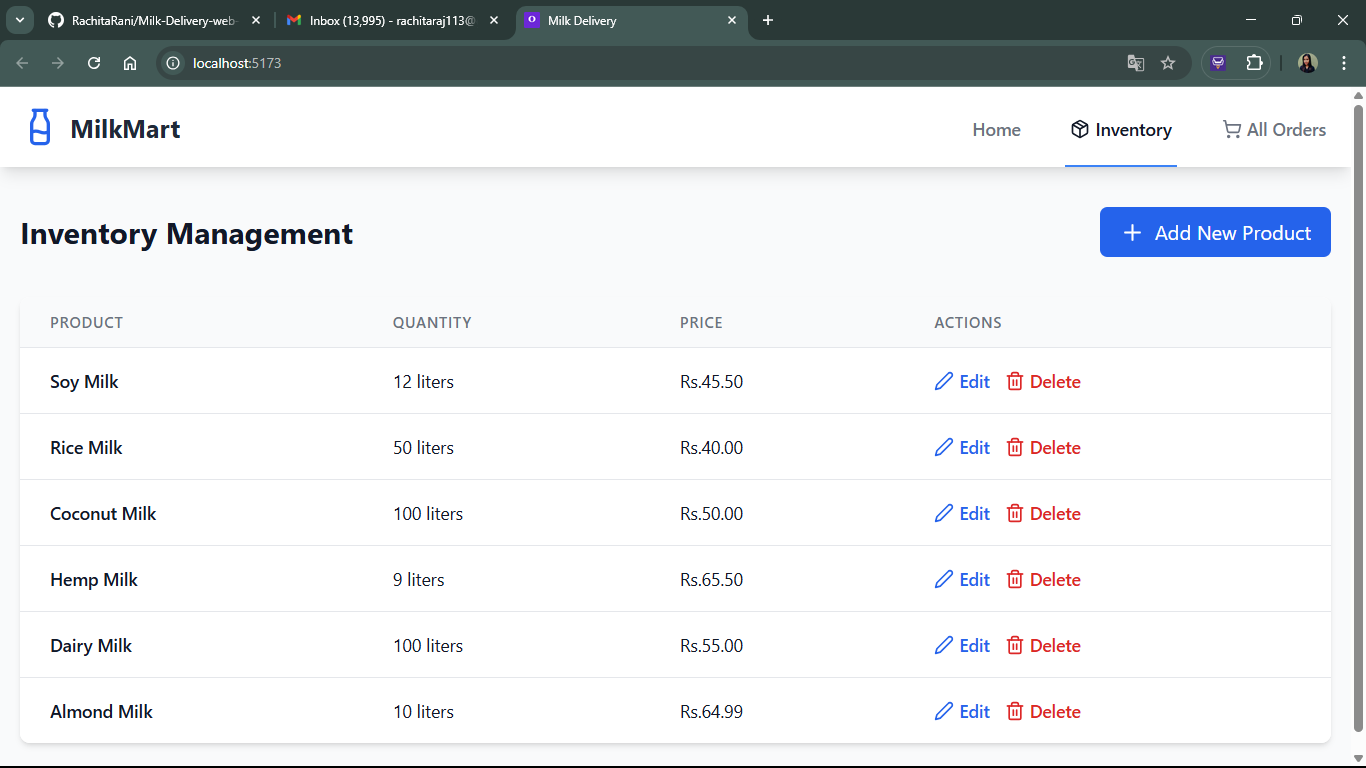 RachitaRani/Milk-Delivery-web-
Inbox (13,995) - rachitaraj113@
Milk Delivery
localhost:5173
MilkMart
Home
Inventory
All Orders
Inventory Management
Add New Product
PRODUCT QUANTITY PRICE ACTIONS
Soy Milk 12 liters Rs.45.50 Edit Delete
Rice Milk 50 liters Rs.40.00 Edit Delete
Coconut Milk 100 liters Rs.50.00 Edit Delete
Hemp Milk 9 liters Rs.65.50 Edit Delete
Dairy Milk 100 liters Rs.55.00 Edit Delete
Almond Milk 10 liters Rs.64.99 Edit Delete